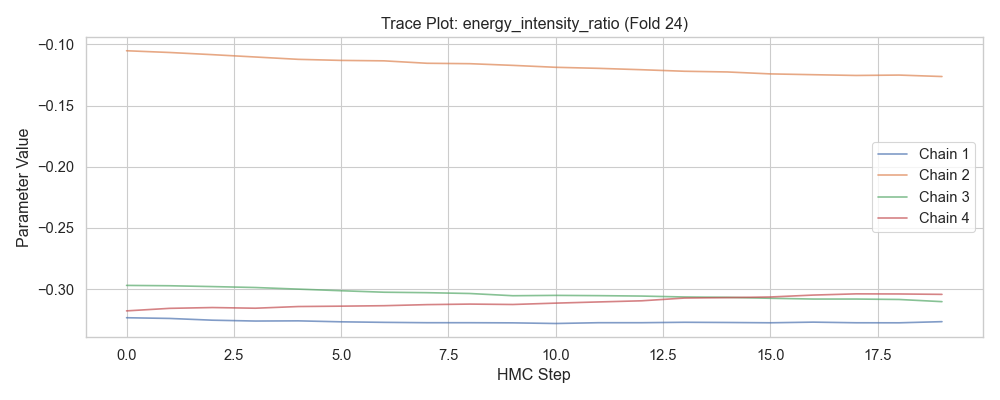 Trace Plot: energy_intensity_ratio (Fold 24)
Parameter Value
−0.10
−0.15
−0.20
−0.25
−0.30
Chain 1
Chain 2
Chain 3
Chain 4
0.0 2.5 5.0 7.5 10.0 12.5 15.0 17.5
HMC Step